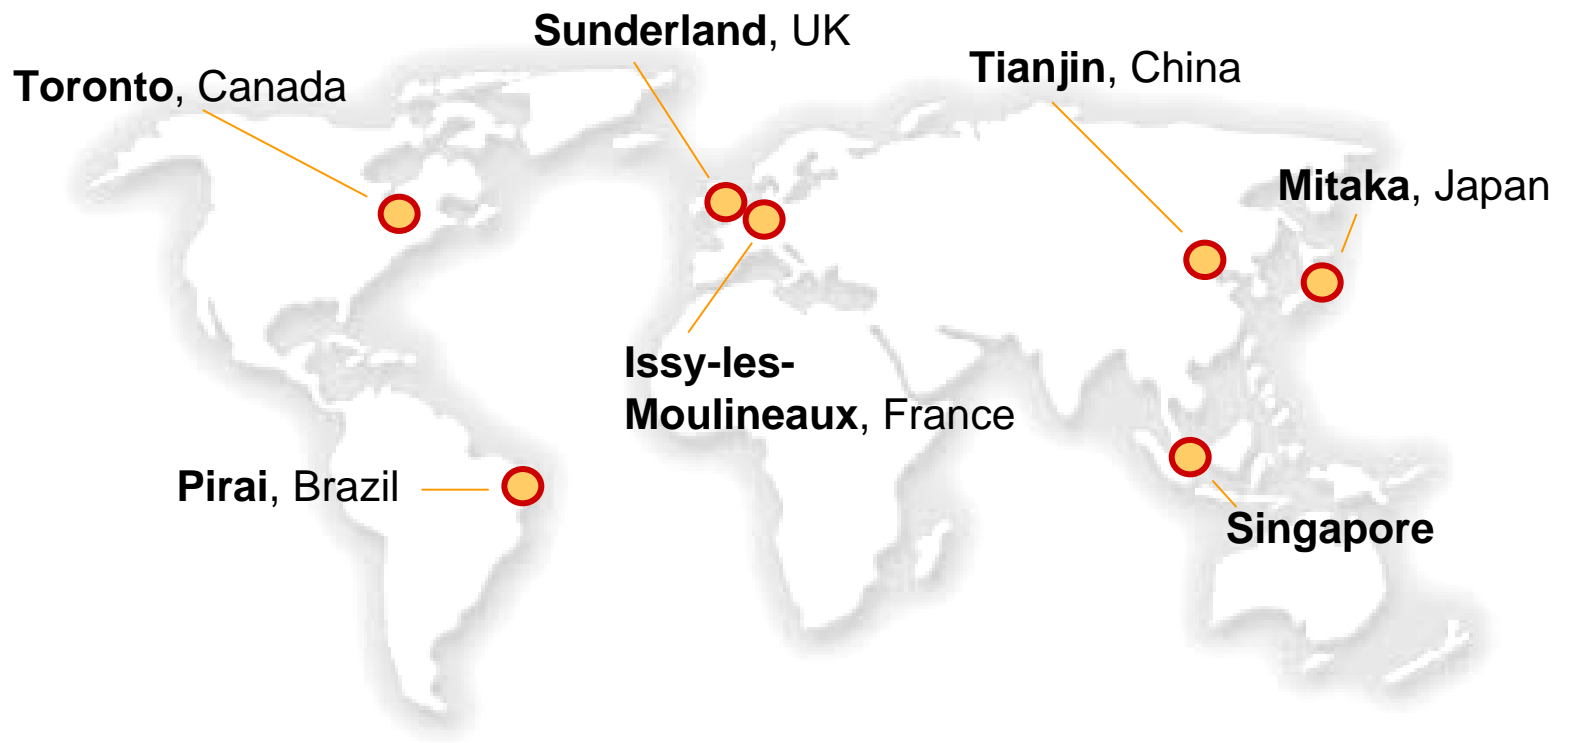 Sunderland, UK
Toronto, Canada
Tianjin, China
Mitaka, Japan
Issy-les-
Moulineaux, France
Pirai, Brazil
Singapore